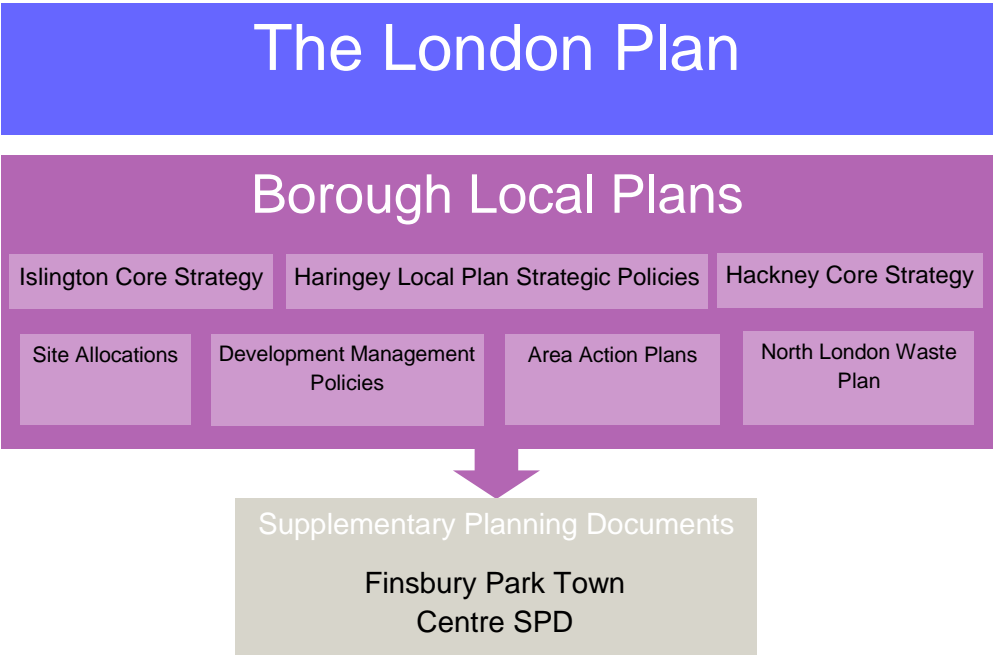 The London Plan
Borough Local Plans
Islington Core Strategy
Haringey Local Plan Strategic Policies
Hackney Core Strategy
Site Allocations
Development Management
Policies
Area Action Plans
North London Waste
Plan
Supplementary Planning Documents
Finsbury Park Town
Centre SPD